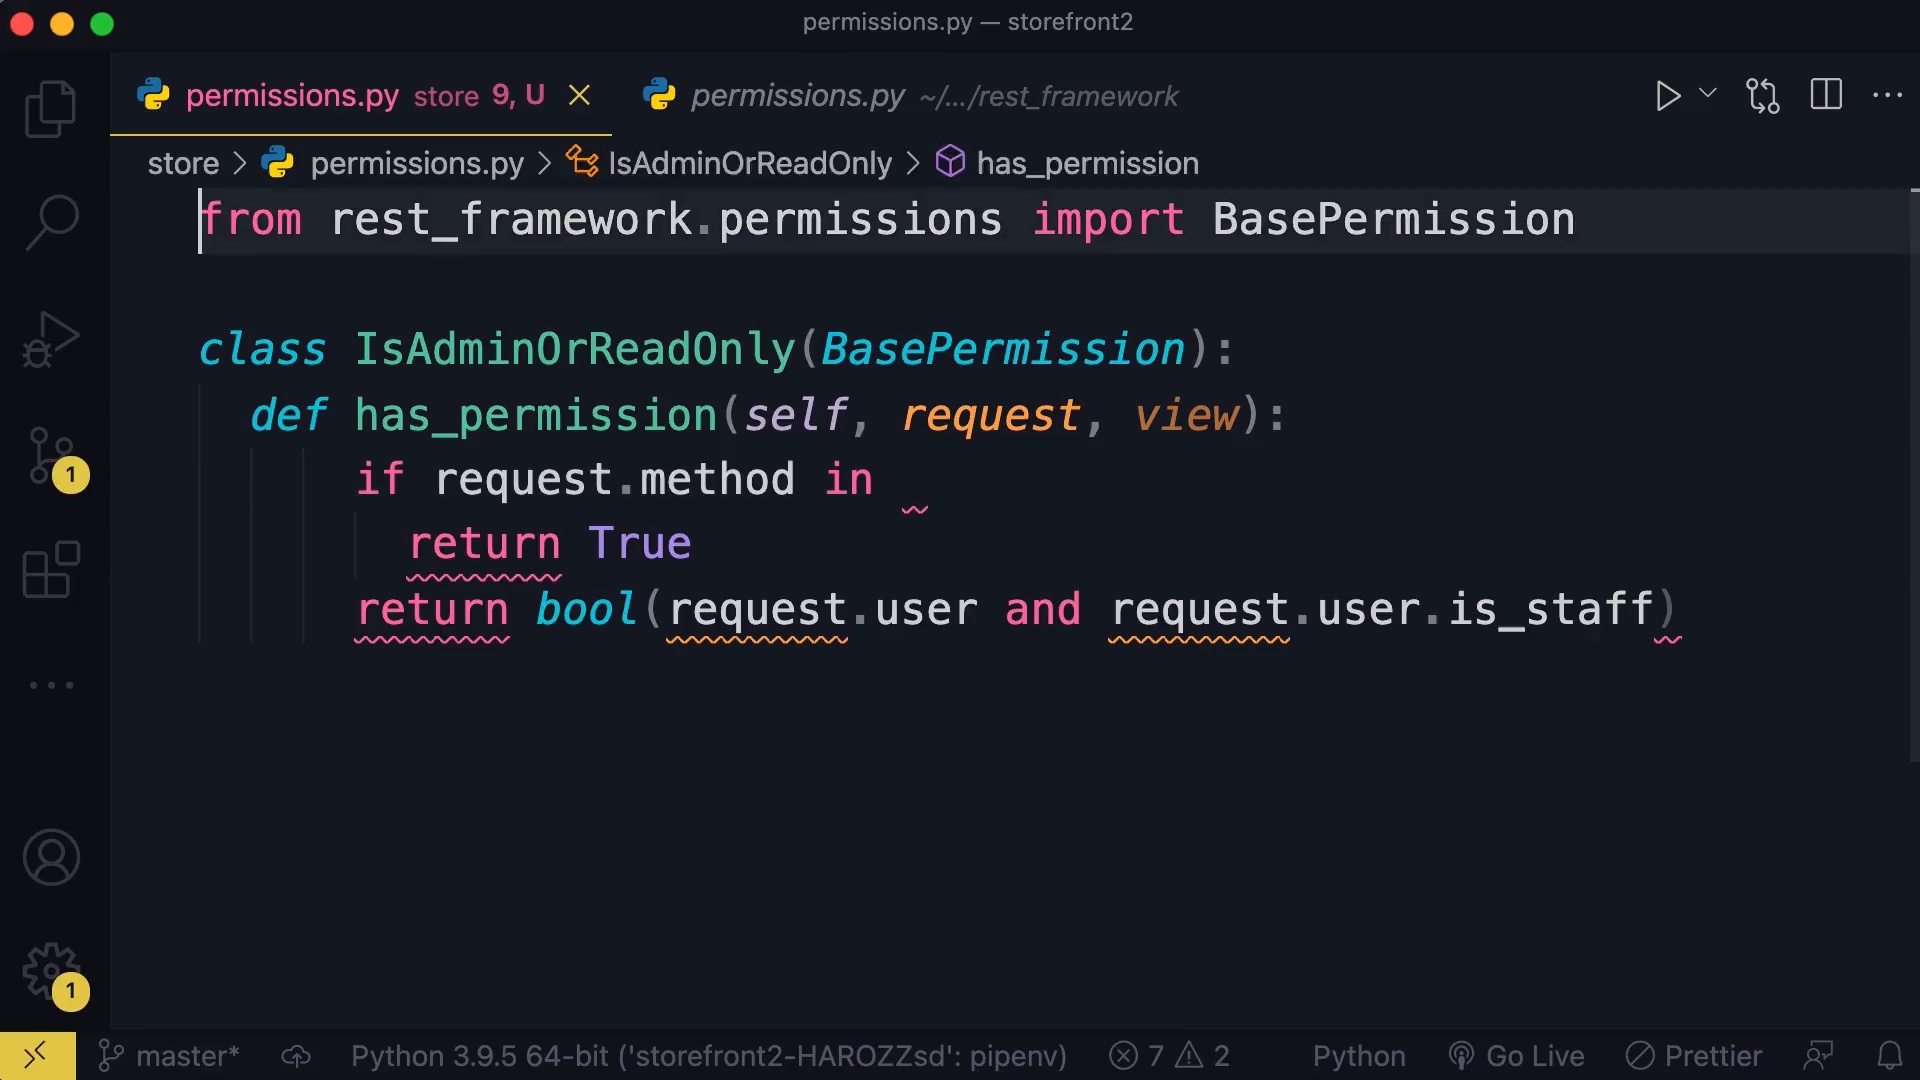 permissions.py — storefront2
permissions.py store 9, U permissions.py ~/.../rest_framework
store > permissions.py > IsAdminOrReadOnly > has_permission
from rest_framework.permissions import BasePermission
class IsAdminOrReadOnly(BasePermission):
def has_permission(self, request, view):
if request.method in
return True
return bool(request.user and request.user.is_staff)
1
1
master* Python 3.9.5 64-bit ('storefront2-HAROZZsd': pipenv) 7 2 Python Go Live Prettier